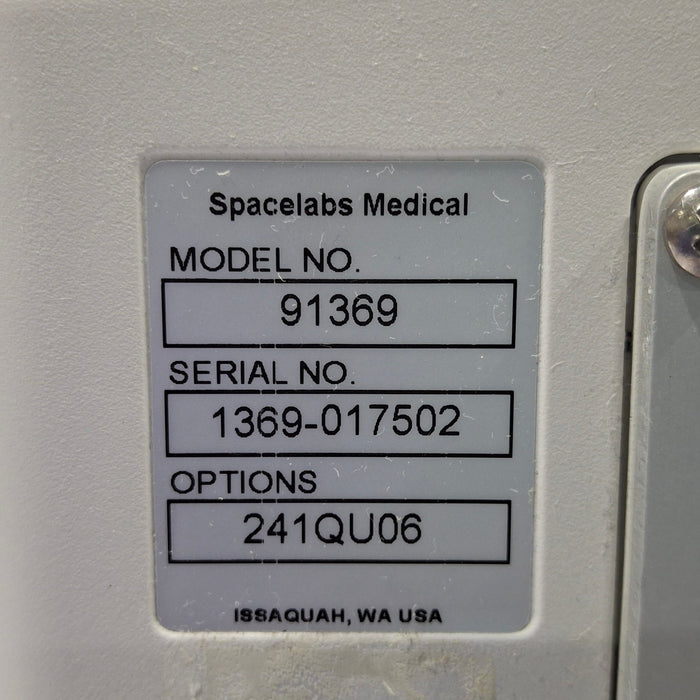 Spacelabs Medical
MODEL NO.
91369
SERIAL NO.
1369-017502
OPTIONS
241QU06
ISSAQUAH, WA USA